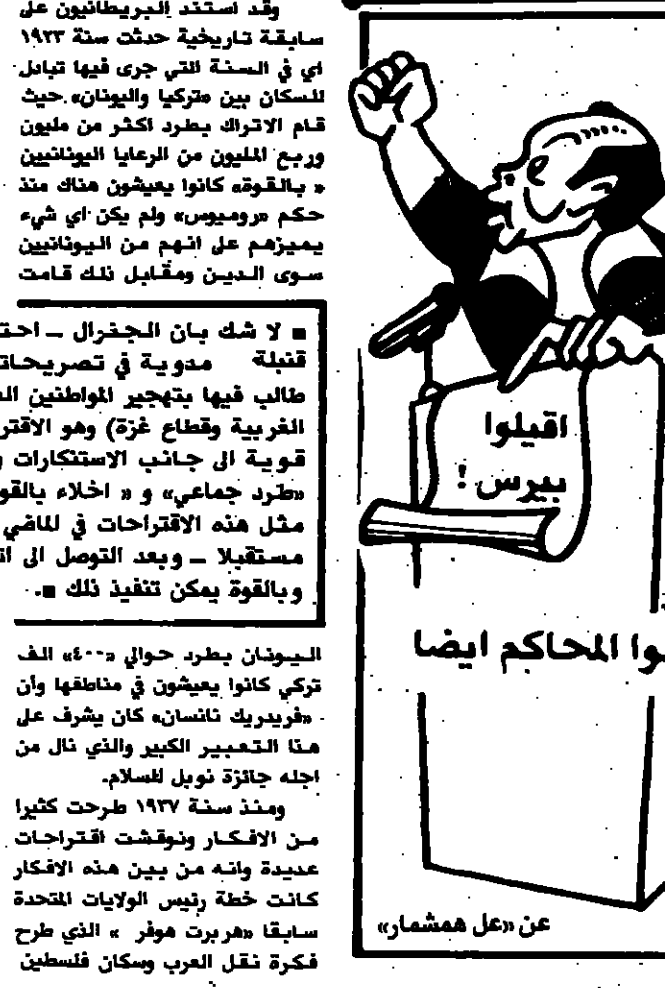 وقد استند البريطانيون على
سابقة تاريخية حدثت سنة ١٩٢٣
اي في السنة التي جرى فيها تبادل
للسكان بين «تركيا واليونان» حيث
قام الاتراك بطرد اكثر من مليون
وربع المليون من الرعايا اليونانيين
« بالقوة» كانوا يعيشون هناك منذ
حكم «روميوس» ولم يكن اي شيء
يميزهم على انهم من اليونانيين
سوى الدين ومقابل ذلك قامت
■ لا شك بان الجنرال ــ احت
قنبلة مدوية في تصريحات
طالب فيها بتهجير المواطنين ال
الغربية وقطاع غزة) وهو الاقتر
قوية الى جانب الاستنكارات و
«طرد جماعي» و « اخلاء بالقو
مثل هذه الاقتراحات في الماضي
مستقبلا ــ وبعد التوصل الى ات
وبالقوة يمكن تنفيذ ذلك ■.
اليونان بطرد حوالي «٤٠٠» الف
تركي كانوا يعيشون في مناطقها وأن
«فريدريك نانسان» كان يشرف على
هذا التعبير الكبير والذي نال من
اجله جائزة نوبل للسلام.
ومنذ سنة ١٩٣٧ طرحت كثيرا
من الافكار ونوقشت اقتراحات
عديدة وانه من بين هذه الافكار
كانت خطة رئيس الولايات المتحدة
سابقا «هربرت هوفر » الذي طرح
فكرة نقل العرب وسكان فلسطين
اقيلوا
بيرس !
وا المحاكم ايضا
عن «عل همشمار»